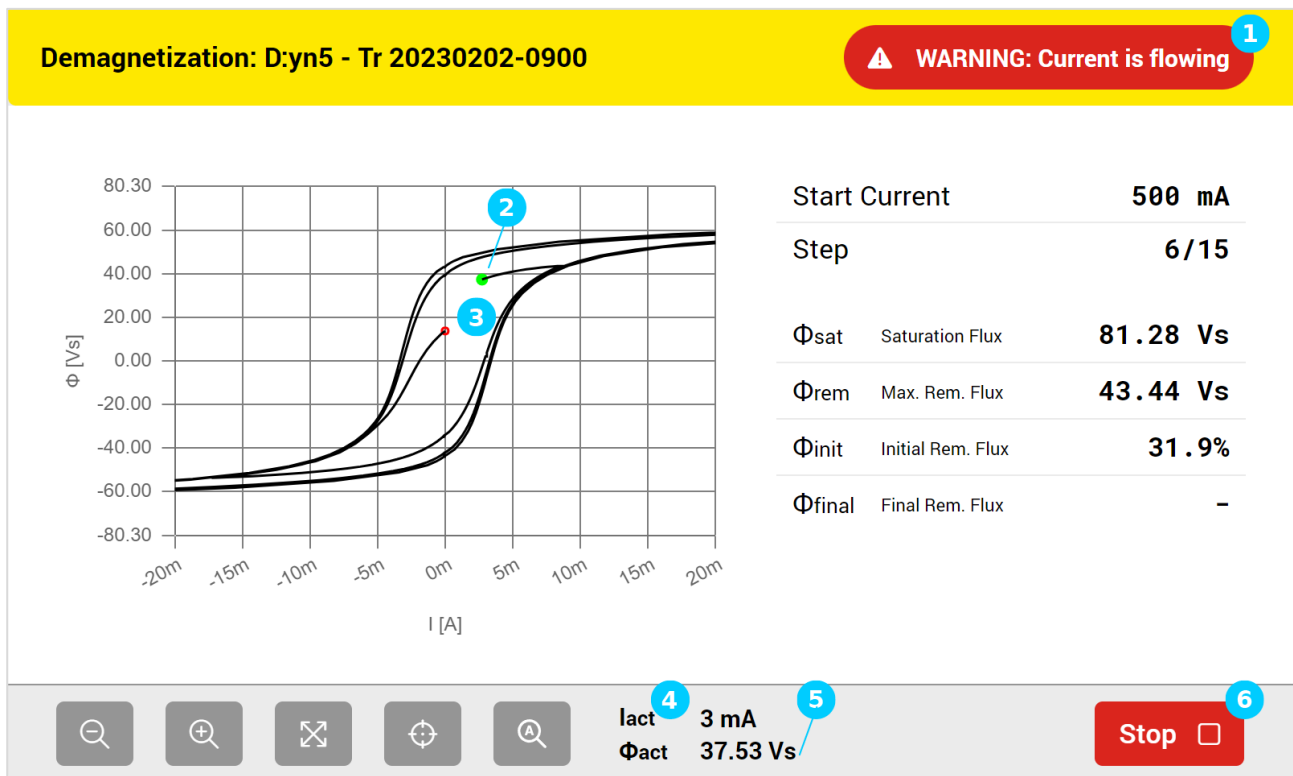 1
Demagnetization: D:yn5 - Tr 20230202-0900
WARNING: Current is flowing
80.30
60.00
40.00
20.00
0.00
-20.00
-40.00
-60.00
-80.30
Φ [Vs]
2
3
-20m
-15m
-10m
-5m
0m
5m
10m
15m
20m
I [A]
Start Current 500 mA
Step 6/15
Φsat Saturation Flux 81.28 Vs
Φrem Max. Rem. Flux 43.44 Vs
Φinit Initial Rem. Flux 31.9%
Φfinal Final Rem. Flux –
A
4
5
6
Iact 3 mA
Φact 37.53 Vs
Stop